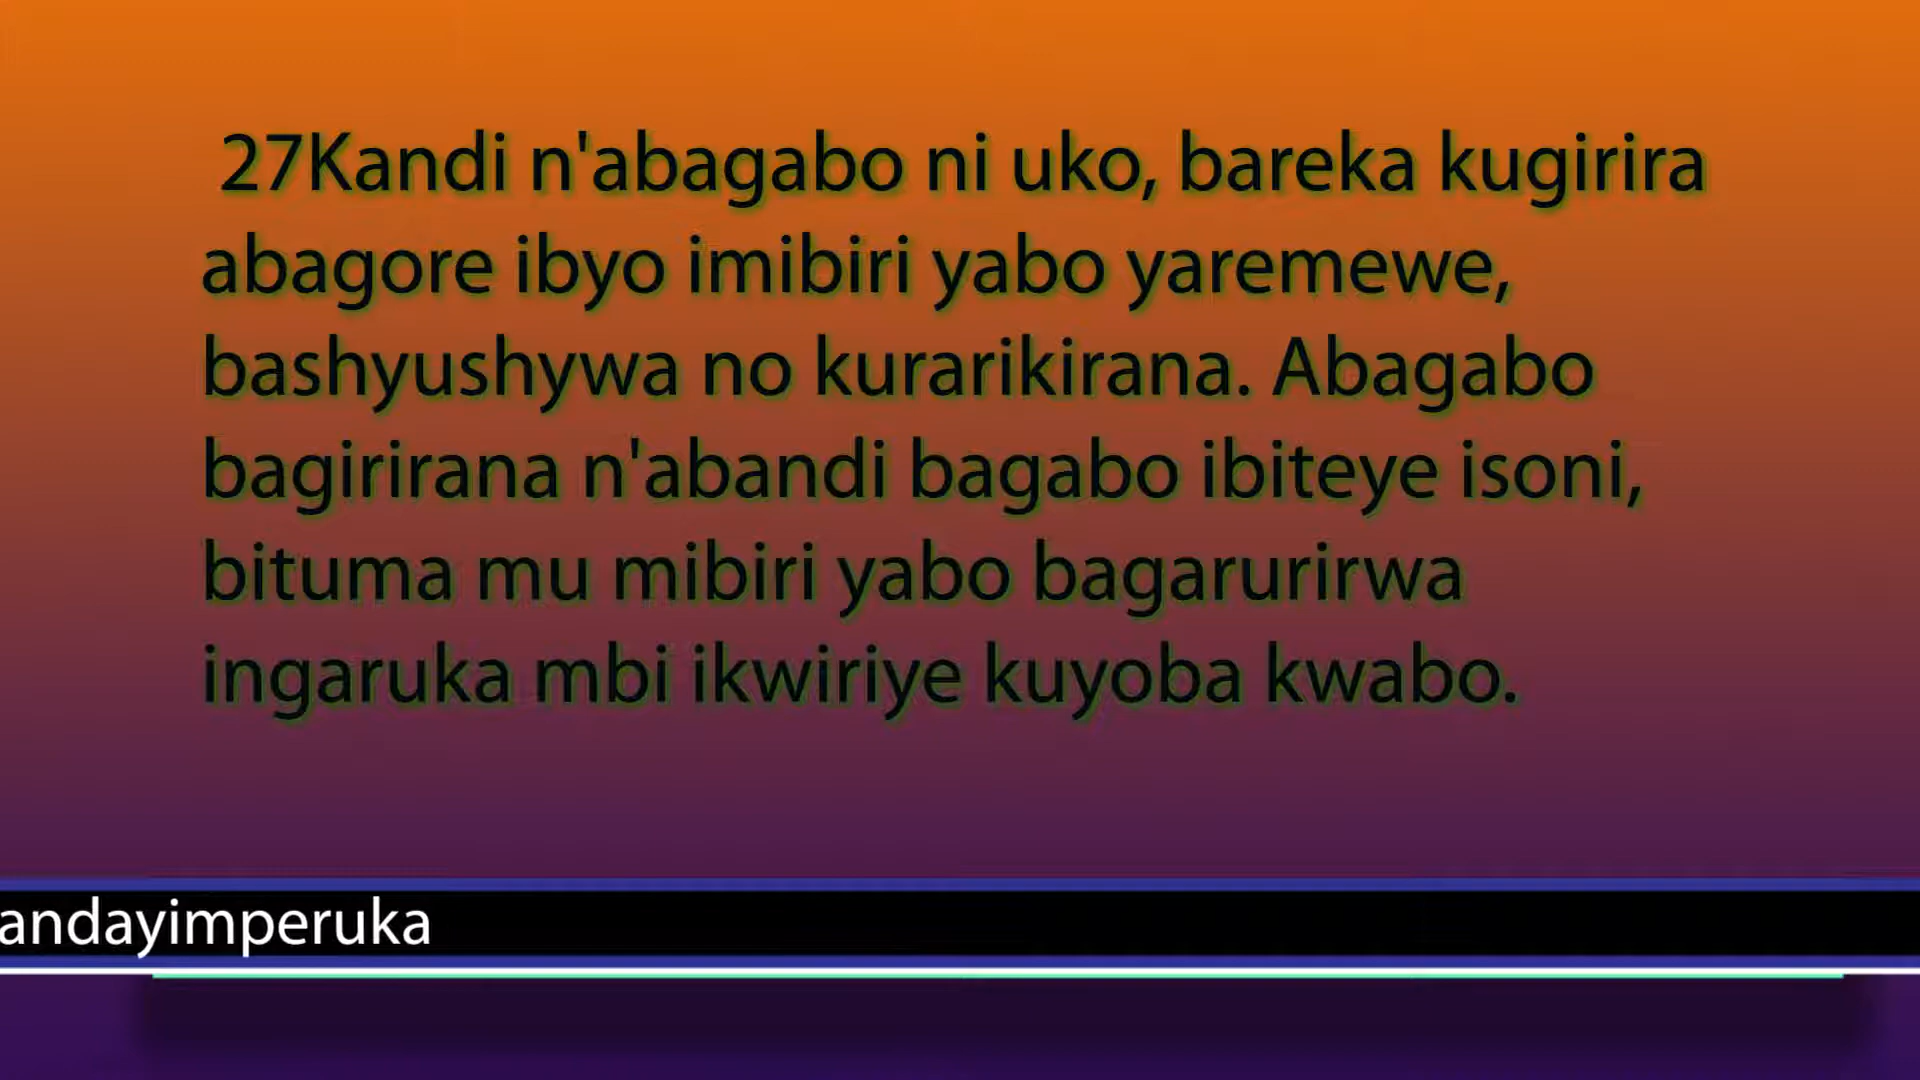 27Kandi n'abagabo ni uko, bareka kugirira
abagore ibyo imibiri yabo yaremewe,
bashyushywa no kurarikirana. Abagabo
bagirirana n'abandi bagabo ibiteye isoni,
bituma mu mibiri yabo bagarurirwa
ingaruka mbi ikwiriye kuyoba kwabo.
andayimperuka